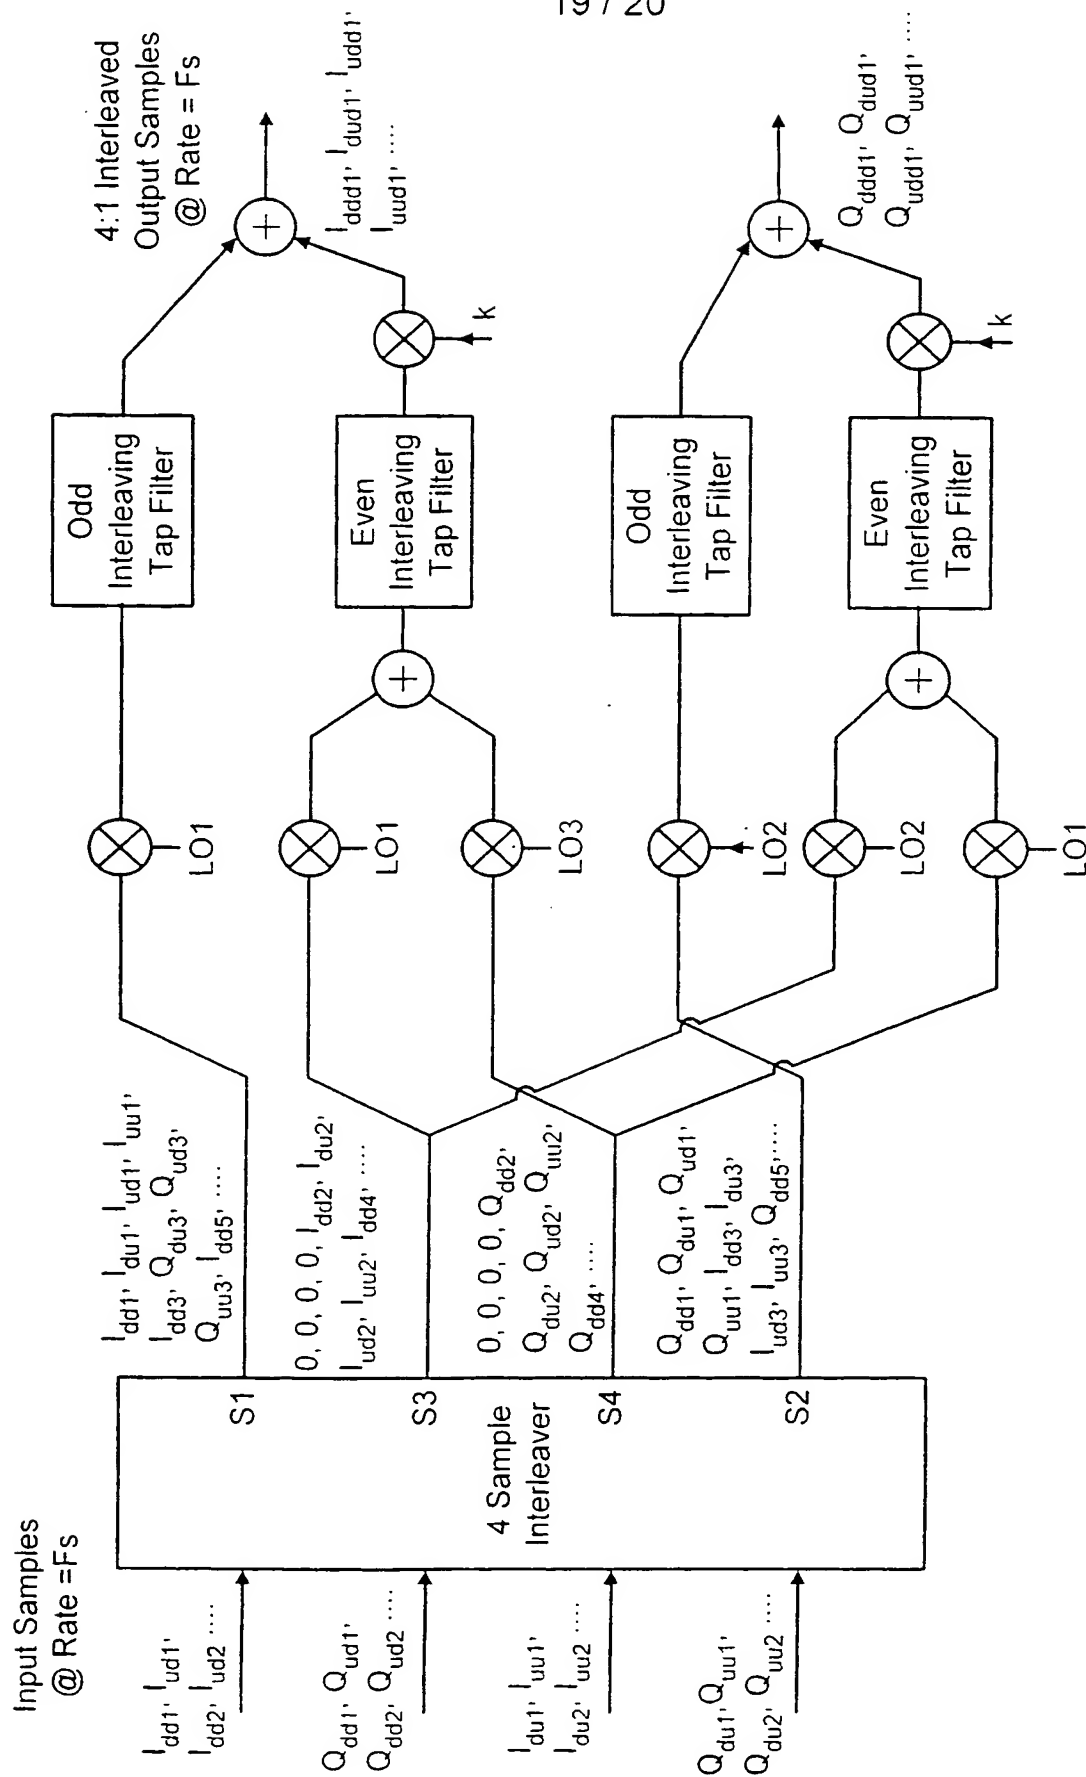 19 / 20
Input Samples
@ Rate =Fs
I_dd1, I_ud1,
I_dd2, I_ud2 ....
Q_dd1, Q_ud1,
Q_dd2, Q_ud2 ....
I_du1, I_uu1,
I_du2, I_uu2 ....
Q_du1, Q_uu1,
Q_du2, Q_uu2 ....
4 Sample
Interleaver
S1
S3
S4
S2
I_dd1, I_du1, I_ud1, I_uu1,
I_dd3, Q_du3, Q_ud3,
Q_uu3, I_dd5, ....
0, 0, 0, 0, I_dd2, I_du2,
I_ud2, I_uu2, I_dd4, ....
0, 0, 0, 0, Q_dd2,
Q_du2, Q_ud2, Q_uu2,
Q_dd4, ....
Q_dd1, Q_du1, Q_ud1,
Q_uu1, I_dd3, I_du3,
I_ud3, I_uu3, Q_dd5, ....
LO1
LO1
LO3
LO2
LO2
LO1
Odd
Interleaving
Tap Filter
Even
Interleaving
Tap Filter
Odd
Interleaving
Tap Filter
Even
Interleaving
Tap Filter
k
k
4:1 Interleaved
Output Samples
@ Rate = Fs
I_ddd1, I_dud1, I_udd1,
I_uud1, ....
Q_ddd1, Q_dud1,
Q_udd1, Q_uud1, ....